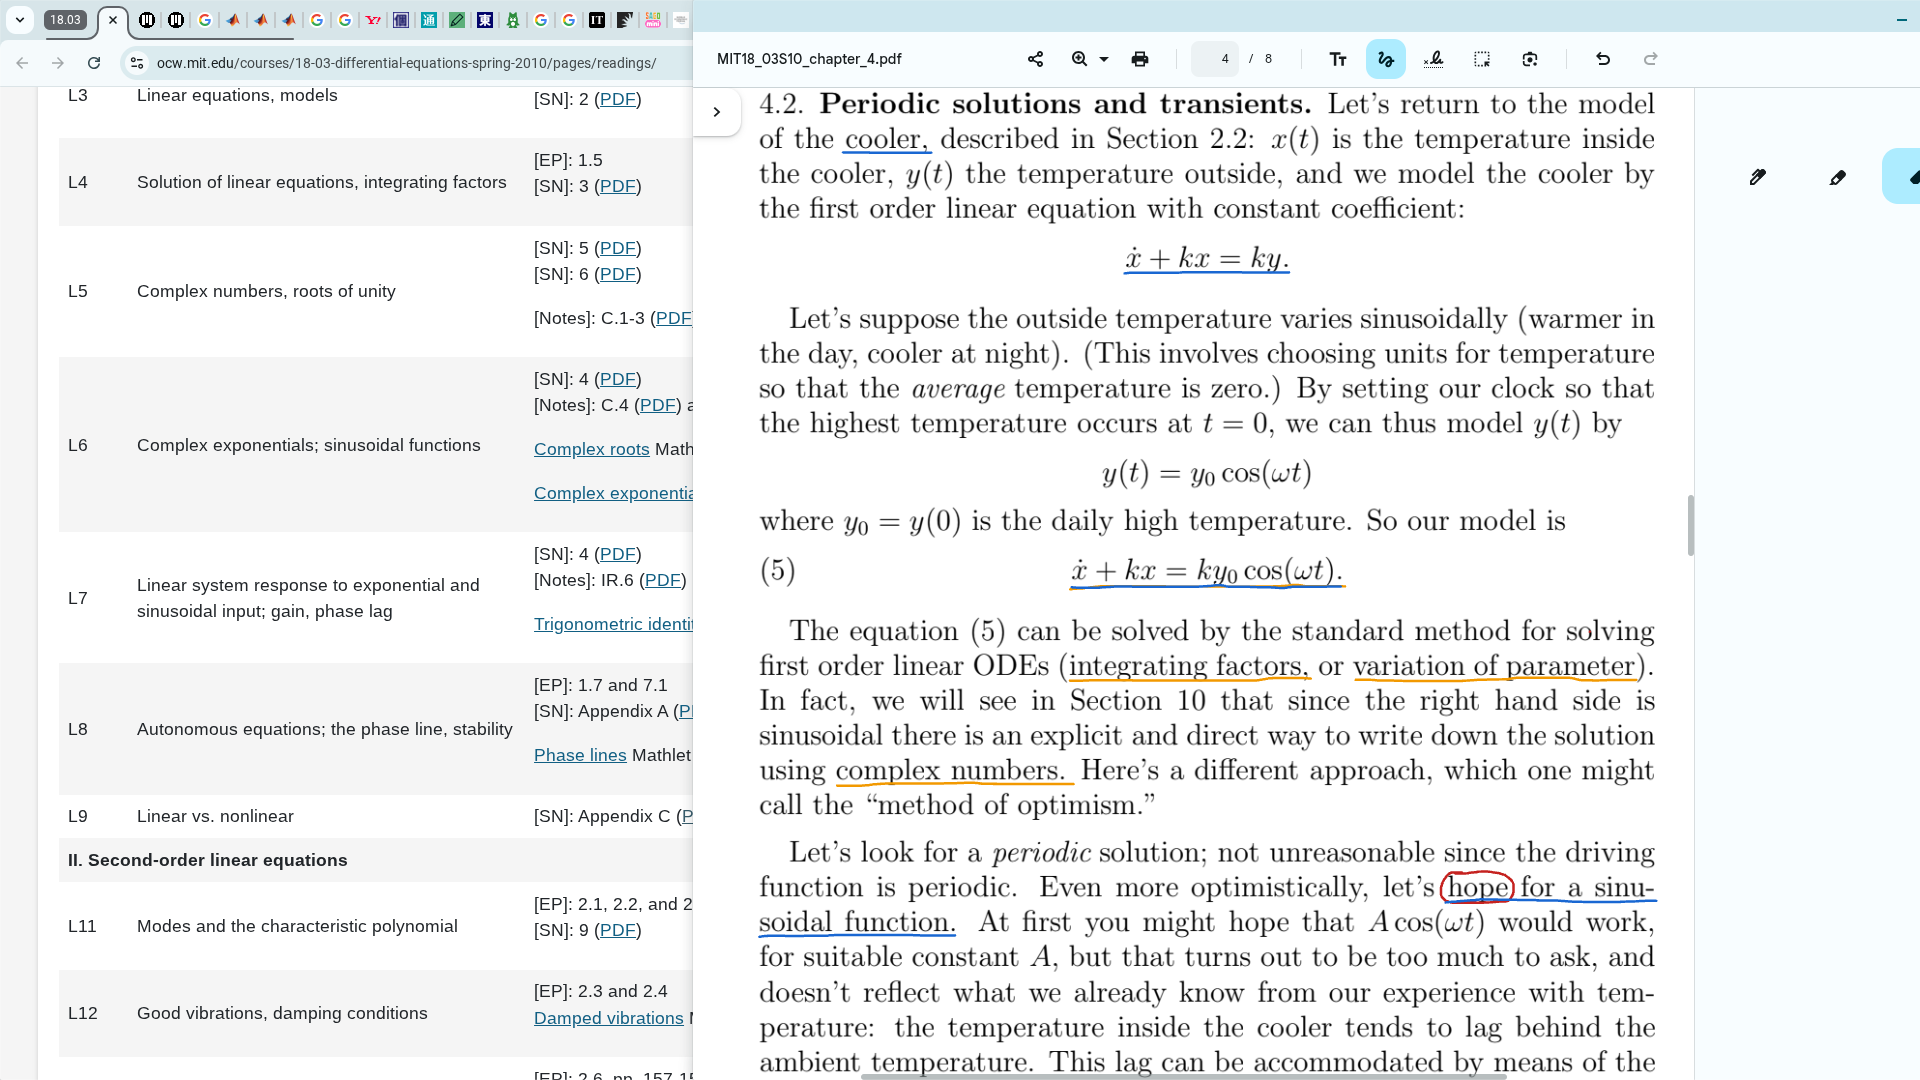 18.03
ocw.mit.edu/courses/18-03-differential-equations-spring-2010/pages/readings/
L3 Linear equations, models [SN]: 2 (PDF)
L4 Solution of linear equations, integrating factors [EP]: 1.5
[SN]: 3 (PDF)
L5 Complex numbers, roots of unity [SN]: 5 (PDF)
[SN]: 6 (PDF)
[Notes]: C.1-3 (PDF
L6 Complex exponentials; sinusoidal functions [SN]: 4 (PDF)
[Notes]: C.4 (PDF) a
Complex roots Math
Complex exponentia
L7 Linear system response to exponential and
sinusoidal input; gain, phase lag [SN]: 4 (PDF)
[Notes]: IR.6 (PDF)
Trigonometric identit
L8 Autonomous equations; the phase line, stability [EP]: 1.7 and 7.1
[SN]: Appendix A (P
Phase lines Mathlet
L9 Linear vs. nonlinear [SN]: Appendix C (P
II. Second-order linear equations
L11 Modes and the characteristic polynomial [EP]: 2.1, 2.2, and 2
[SN]: 9 (PDF)
L12 Good vibrations, damping conditions [EP]: 2.3 and 2.4
Damped vibrations M
MIT18_03S10_chapter_4.pdf 4 / 8
4.2. Periodic solutions and transients. Let's return to the model
of the cooler, described in Section 2.2: x(t) is the temperature inside
the cooler, y(t) the temperature outside, and we model the cooler by
the first order linear equation with constant coefficient:
ẋ + kx = ky.
Let's suppose the outside temperature varies sinusoidally (warmer in
the day, cooler at night). (This involves choosing units for temperature
so that the average temperature is zero.) By setting our clock so that
the highest temperature occurs at t = 0, we can thus model y(t) by
y(t) = y₀ cos(ωt)
where y₀ = y(0) is the daily high temperature. So our model is
(5) ẋ + kx = ky₀ cos(ωt).
The equation (5) can be solved by the standard method for solving
first order linear ODEs (integrating factors, or variation of parameter).
In fact, we will see in Section 10 that since the right hand side is
sinusoidal there is an explicit and direct way to write down the solution
using complex numbers. Here's a different approach, which one might
call the “method of optimism.”
Let's look for a periodic solution; not unreasonable since the driving
function is periodic. Even more optimistically, let's hope for a sinu-
soidal function. At first you might hope that A cos(ωt) would work,
for suitable constant A, but that turns out to be too much to ask, and
doesn't reflect what we already know from our experience with tem-
perature: the temperature inside the cooler tends to lag behind the
ambient temperature. This lag can be accommodated by means of the